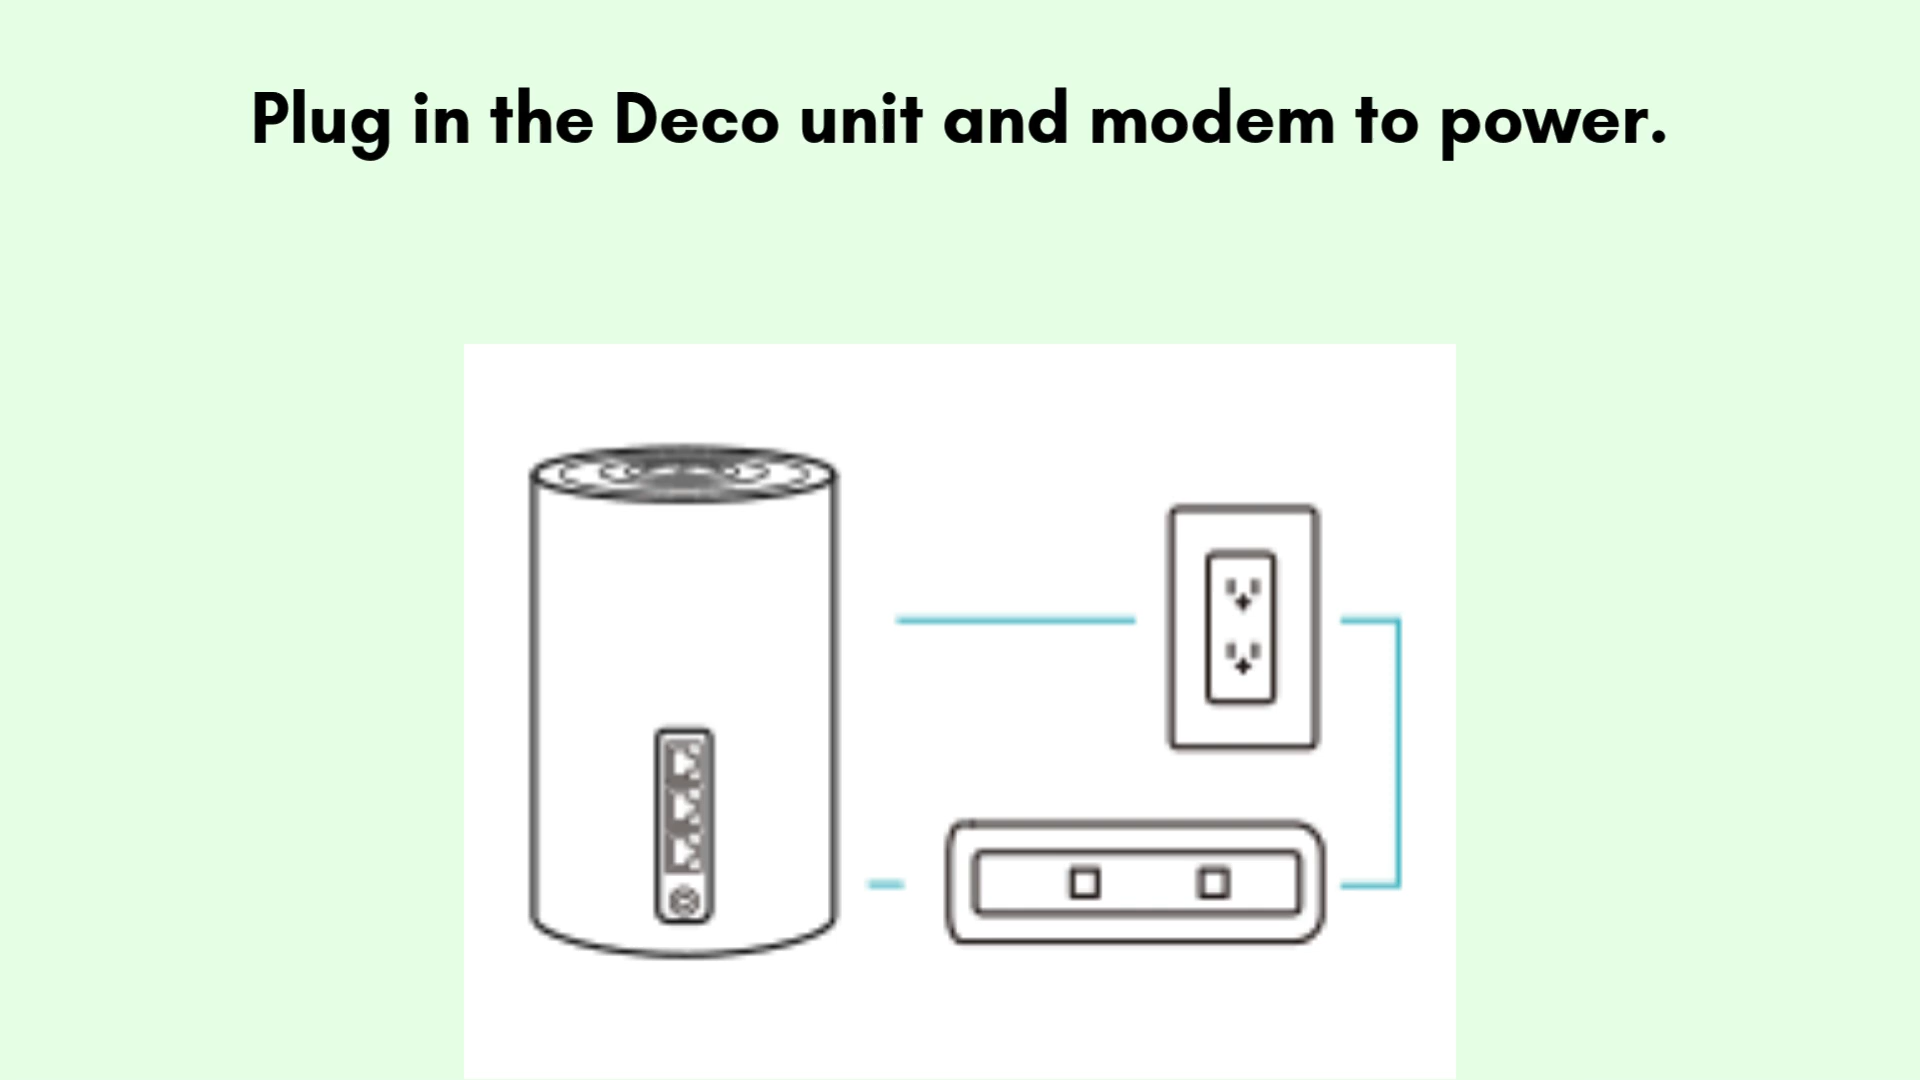 Plug in the Deco unit and modem to power.